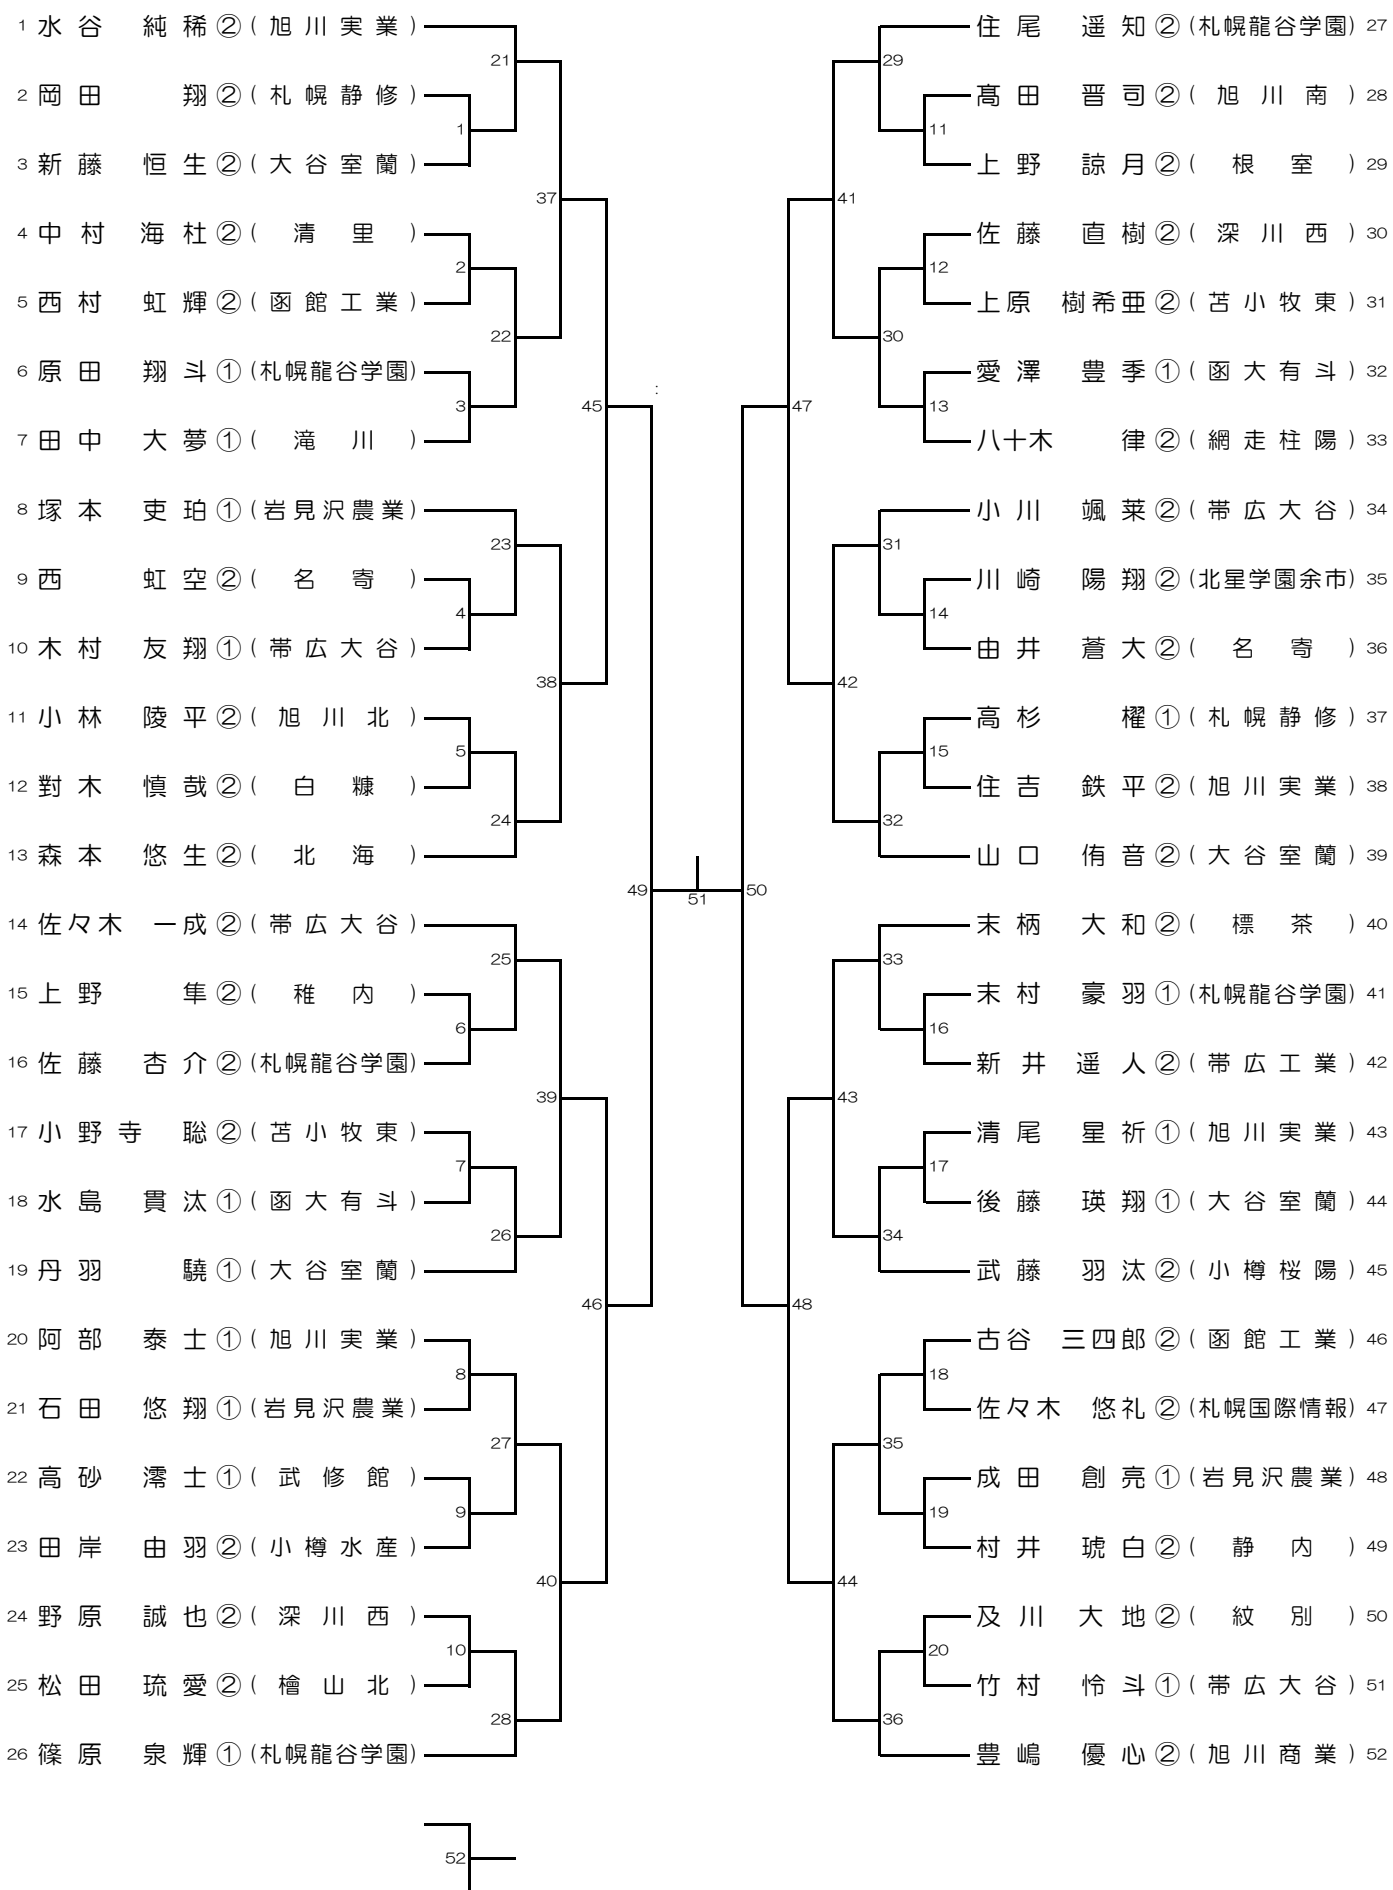 1 水谷 純稀②(旭川実業)
2 岡田 翔②(札幌静修)
3 新藤 恒生②(大谷室蘭)
4 中村 海杜②(清里)
5 西村 虹輝②(函館工業)
6 原田 翔斗①(札幌龍谷学園)
7 田中 大夢①(滝川)
8 塚本 吏珀①(岩見沢農業)
9 西 虹空②(名寄)
10 木村 友翔①(帯広大谷)
11 小林 陵平②(旭川北)
12 對木 慎哉②(白糠)
13 森本 悠生②(北海)
14 佐々木 一成②(帯広大谷)
15 上野 隼②(稚内)
16 佐藤 杏介②(札幌龍谷学園)
17 小野寺 聡②(苫小牧東)
18 水島 貫汰①(函大有斗)
19 丹羽 驍①(大谷室蘭)
20 阿部 泰士①(旭川実業)
21 石田 悠翔①(岩見沢農業)
22 高砂 澪士①(武修館)
23 田岸 由羽②(小樽水産)
24 野原 誠也②(深川西)
25 松田 琉愛②(檜山北)
26 篠原 泉輝①(札幌龍谷学園)
21
1
37
2
22
3
45
23
4
38
5
24
49
25
6
39
7
26
46
8
27
9
40
10
28
52
:
51
50
29
11
41
12
30
13
47
31
14
42
15
32
33
16
43
17
34
48
18
35
19
44
20
36
住尾 遥知②(札幌龍谷学園) 27
髙田 晋司②(旭川南) 28
上野 諒月②(根室) 29
佐藤 直樹②(深川西) 30
上原 樹希亜②(苫小牧東) 31
愛澤 豊季①(函大有斗) 32
八十木 律②(網走桂陽) 33
小川 颯菜②(帯広大谷) 34
川崎 陽翔②(北星学園余市) 35
由井 蒼大②(名寄) 36
高杉 櫂①(札幌静修) 37
住吉 鉄平②(旭川実業) 38
山口 侑音②(大谷室蘭) 39
末柄 大和②(標茶) 40
末村 豪羽①(札幌龍谷学園) 41
新井 遥人②(帯広工業) 42
清尾 星祈①(旭川実業) 43
後藤 瑛翔①(大谷室蘭) 44
武藤 羽汰②(小樽桜陽) 45
古谷 三四郎②(函館工業) 46
佐々木 悠礼②(札幌国際情報) 47
成田 創亮①(岩見沢農業) 48
村井 琥白②(静内) 49
及川 大地②(紋別) 50
竹村 怜斗①(帯広大谷) 51
豊嶋 優心②(旭川商業) 52